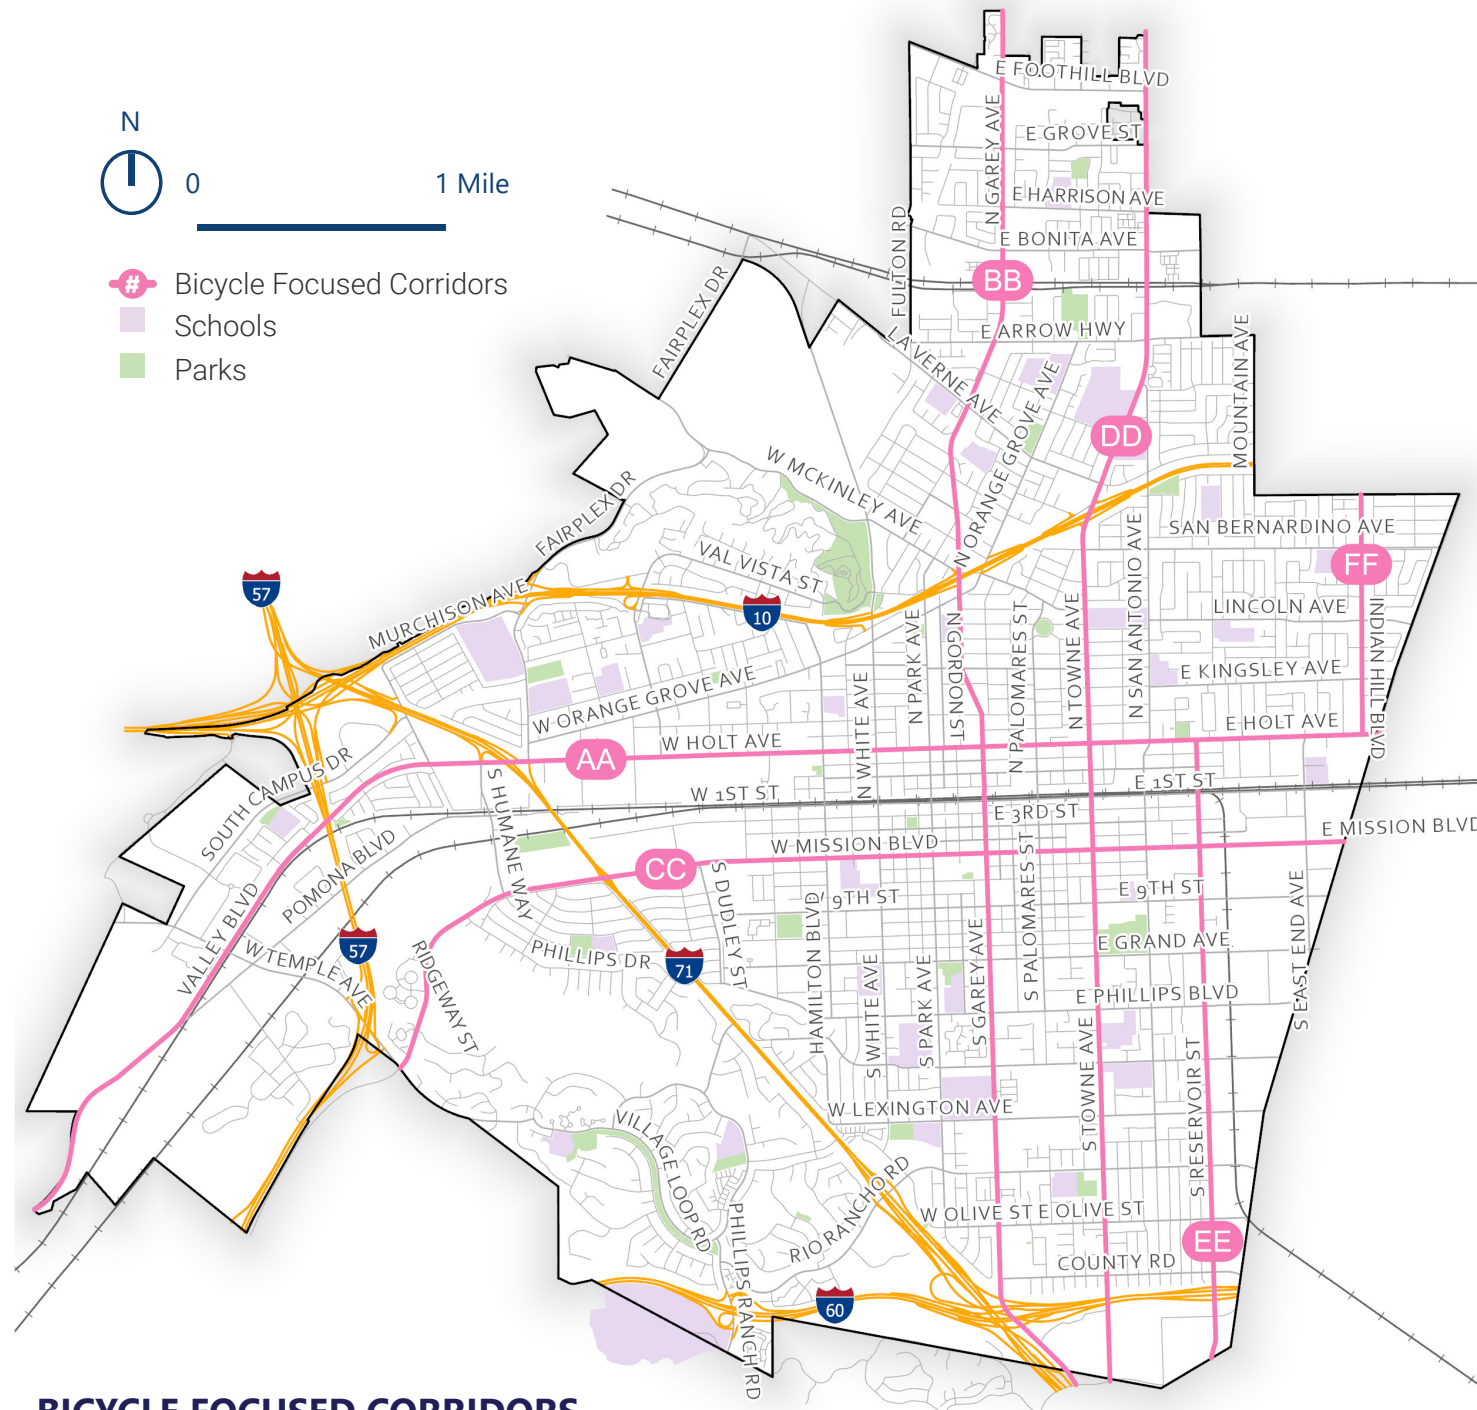 N
0 1 Mile
# Bicycle Focused Corridors
Schools
Parks
E FOOTHILL BLVD
N GAREY AVE
E GROVE ST
E HARRISON AVE
E BONITA AVE
FULTON RD
BB
FAIRPLEX DR
E ARROW HWY
LA VERNE AVE
MOUNTAIN AVE
N ORANGE GROVE AVE
DD
W MCKINLEY AVE
FAIRPLEX DR
SAN BERNARDINO AVE
VAL VISTA ST
N SAN ANTONIO AVE
FF
57
MURCHISON AVE
10
LINCOLN AVE
INDIAN HILL BLVD
N PARK AVE
N GORDON ST
N PALOMARES ST
N TOWNE AVE
E KINGSLEY AVE
W ORANGE GROVE AVE
N WHITE AVE
E HOLT AVE
W HOLT AVE
AA
SOUTH CAMPUS DR
S HUMANE WAY
W 1ST ST
E 1ST ST
E 3RD ST
E MISSION BLVD
W MISSION BLVD
POMONA BLVD
CC
S DUDLEY ST
S PALOMARES ST
E 9TH ST
9TH ST
VALLEY BLVD
HAMILTON BLVD
S EAST END AVE
57
W TEMPLE AVE
RIDGEWAY ST
PHILLIPS DR
71
S WHITE AVE
S PARK AVE
S GAREY AVE
E GRAND AVE
E PHILLIPS BLVD
S TOWNE AVE
S RESERVOIR ST
W LEXINGTON AVE
VILLAGE LOOP RD
RIO RANCHO RD
W OLIVE ST E OLIVE ST
EE
PHILLIPS RANCH RD
COUNTY RD
60
BICYCLE FOCUSED CORRIDORS